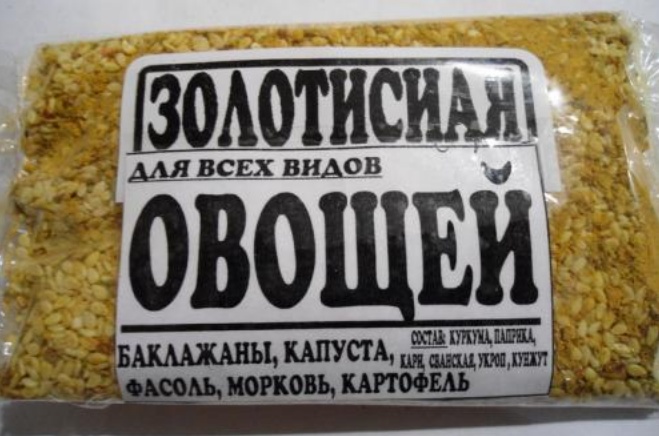 ЗОЛОТИСИАЯ
ДЛЯ ВСЕХ ВИДОВ
ОВОЩЕЙ
БАКЛАЖАНЫ, КАПУСТА,
ФАСОЛЬ, МОРКОВЬ, КАРТОФЕЛЬ
СОСТАВ: КУРКУМА, ПАПРИКА,
КАРИ, СВАНСКАЯ, УКРОП, КУНЖУТ